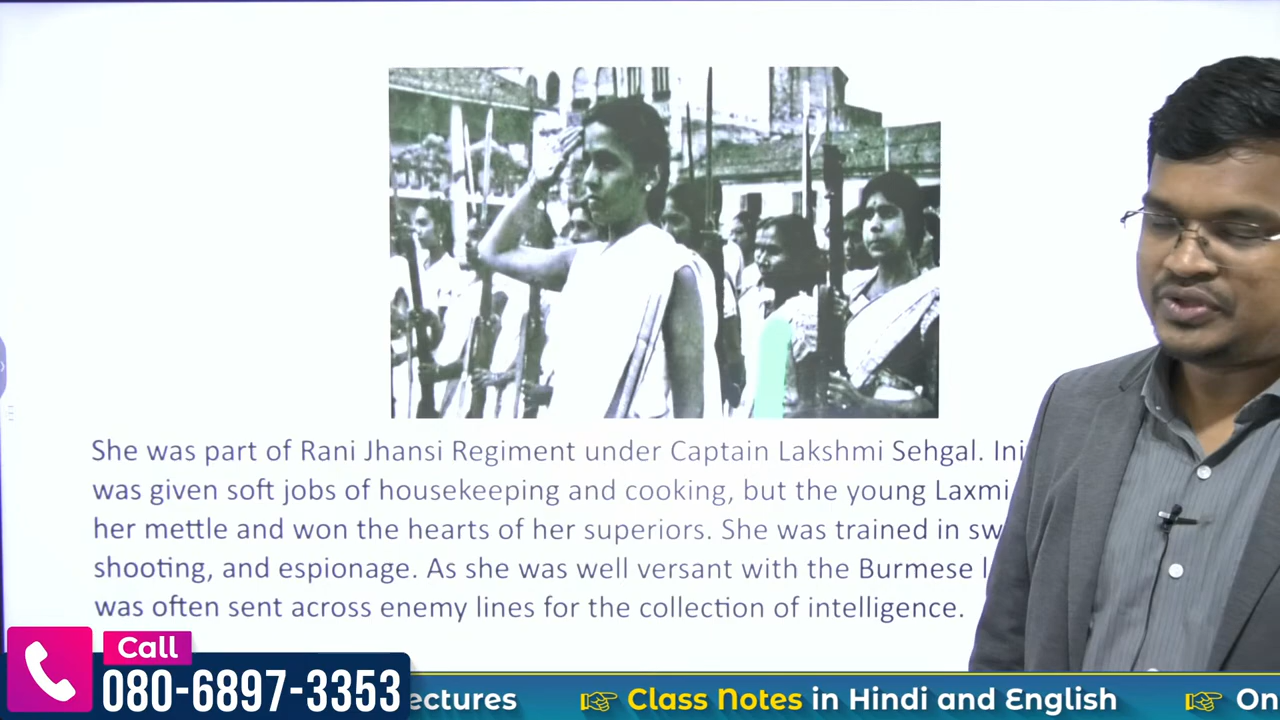 She was part of Rani Jhansi Regiment under Captain Lakshmi Sehgal.
was given soft jobs of housekeeping and cooking, but the young Laxmi
her mettle and won the hearts of her superiors. She was trained in
shooting, and espionage. As she was well versant with the Burmese
was often sent across enemy lines for the collection of intelligence.
Call
080-6897-3353
ectures
Class Notes in Hindi and English
On